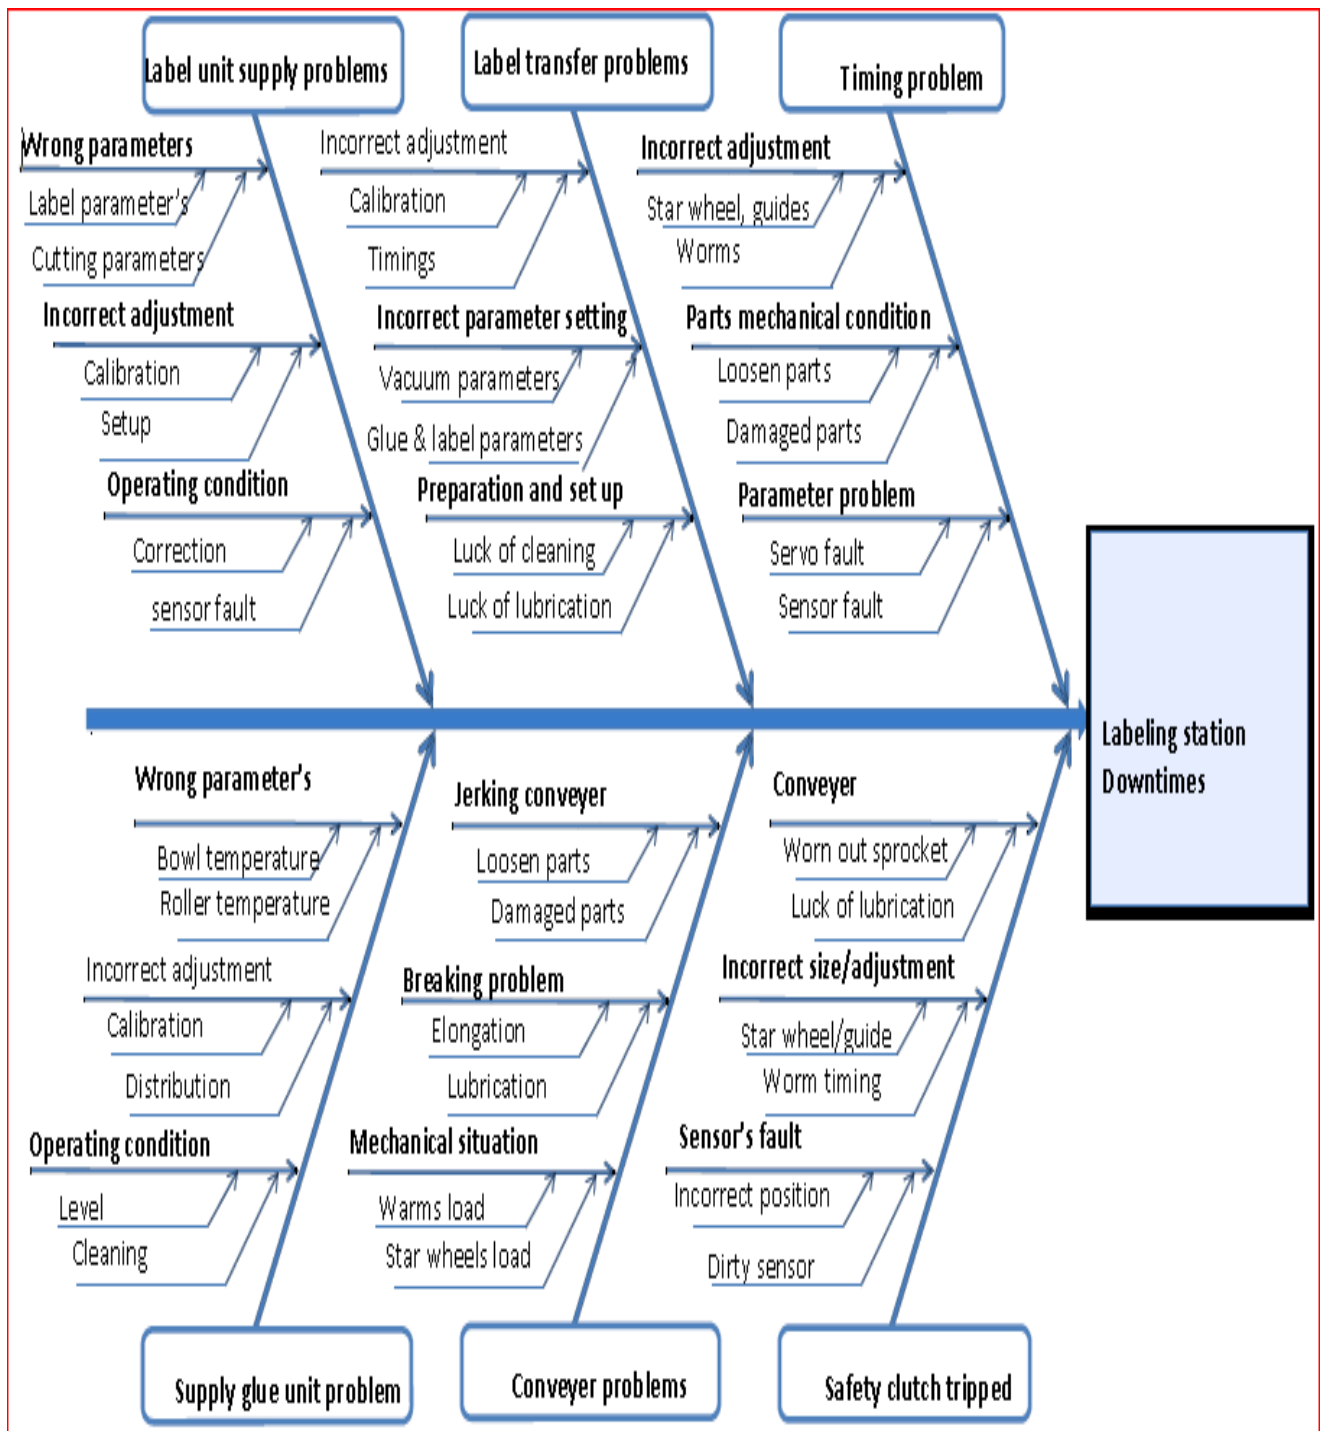 Label unit supply problems
Wrong parameters
Label parameter's
Cutting parameters
Incorrect adjustment
Calibration
Setup
Operating condition
Correction
sensor fault
Label transfer problems
Incorrect adjustment
Calibration
Timings
Incorrect parameter setting
Vacuum parameters
Glue & label parameters
Preparation and set up
Luck of cleaning
Luck of lubrication
Timing problem
Incorrect adjustment
Star wheel, guides
Worms
Parts mechanical condition
Loosen parts
Damaged parts
Parameter problem
Servo fault
Sensor fault
Labeling station
Downtimes
Wrong parameter's
Bowl temperature
Roller temperature
Incorrect adjustment
Calibration
Distribution
Operating condition
Level
Cleaning
Supply glue unit problem
Jerking conveyer
Loosen parts
Damaged parts
Breaking problem
Elongation
Lubrication
Mechanical situation
Warms load
Star wheels load
Conveyer problems
Conveyer
Worn out sprocket
Luck of lubrication
Incorrect size/adjustment
Star wheel/guide
Worm timing
Sensor's fault
Incorrect position
Dirty sensor
Safety clutch tripped